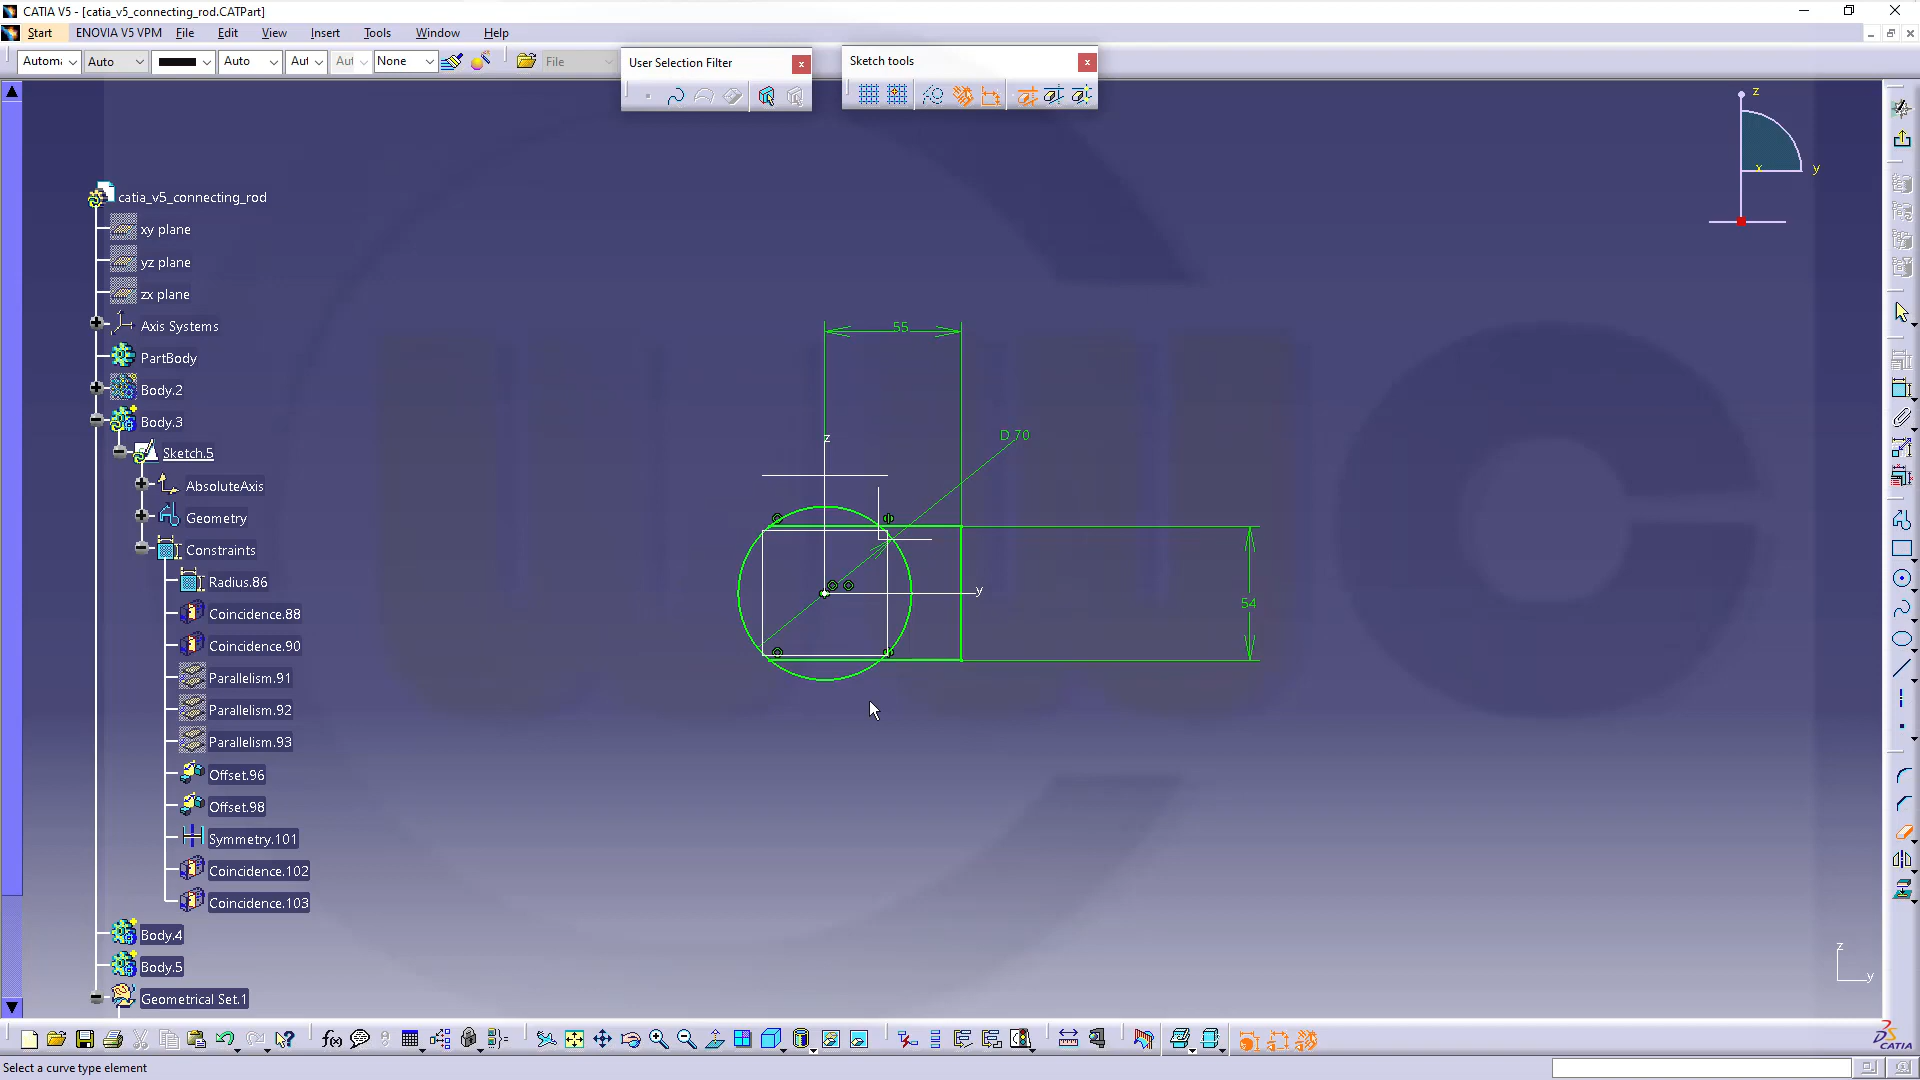 CATIA V5 - [catia_v5_connecting_rod.CATPart]
Start ENOVIA V5 VPM File Edit View Insert Tools Window Help
Automa Auto Auto Aut Aut None File
User Selection Filter
Sketch tools
z
x
y
catia_v5_connecting_rod
xy plane
yz plane
zx plane
Axis Systems
PartBody
Body.2
Body.3
Sketch.5
AbsoluteAxis
Geometry
Constraints
Radius.86
Coincidence.88
Coincidence.90
Parallelism.91
Parallelism.92
Parallelism.93
Offset.96
Offset.98
Symmetry.101
Coincidence.102
Coincidence.103
Body.4
Body.5
Geometrical Set.1
55
D 70
z
y
54
z
y
CATIA
Select a curve type element